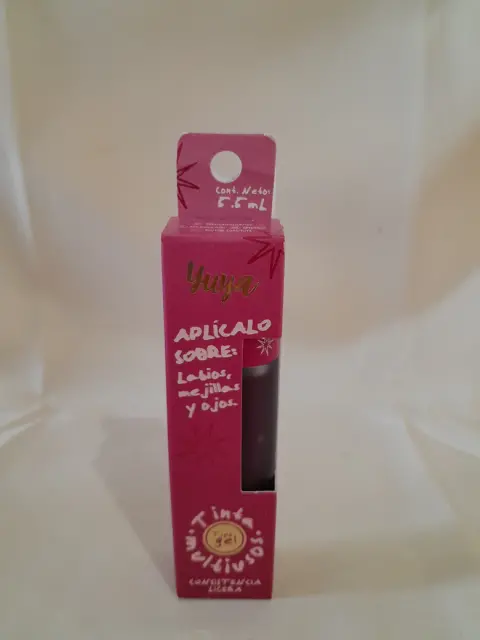 Cont. Neto:
5.5 mL
Yuya
APLÍCALO
SOBRE:
Labios,
mejillas
y ojos.
Tinta
gel
multiusos
CONSISTENCIA
LIGERA